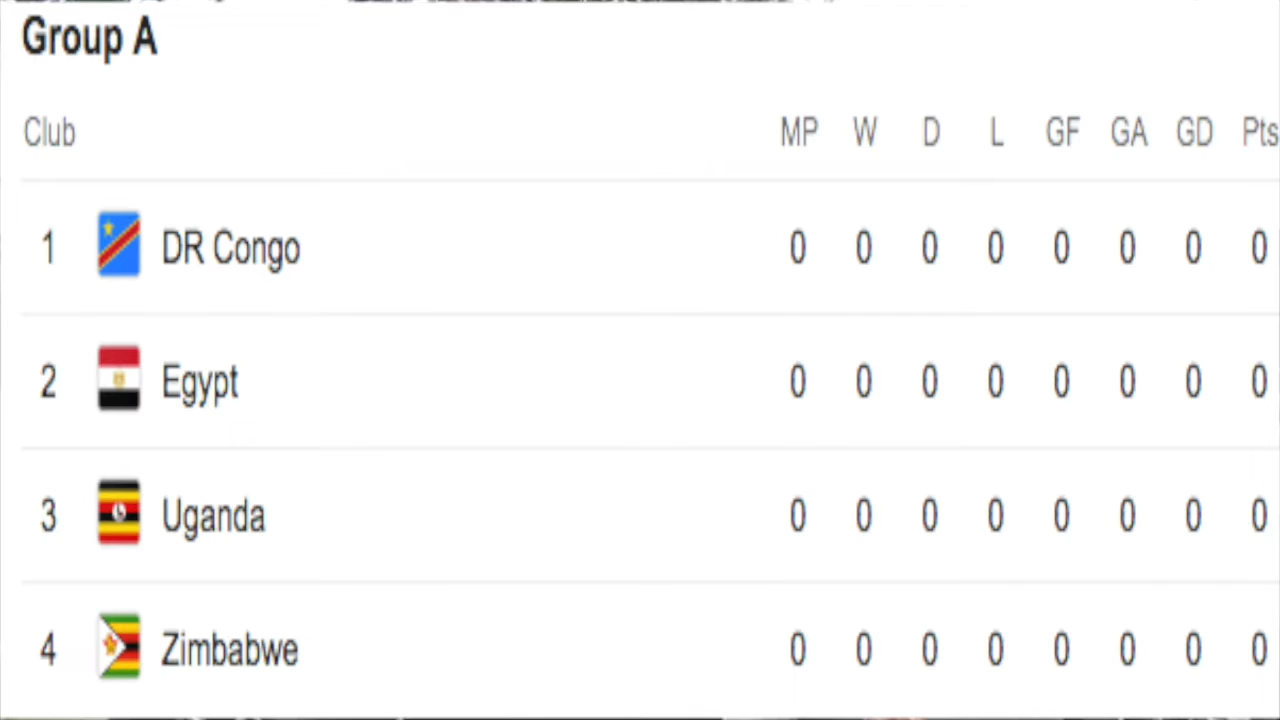 Group A
Club MP W D L GF GA GD Pts
1 DR Congo 0 0 0 0 0 0 0 0
2 Egypt 0 0 0 0 0 0 0 0
3 Uganda 0 0 0 0 0 0 0 0
4 Zimbabwe 0 0 0 0 0 0 0 0